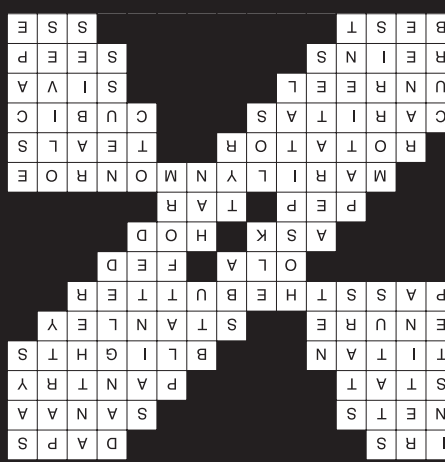 IRS DAPS
NETS SANAA
STAT PANTRY
TITAN BLIGHTS
ENURE STANLEY
PASSTHEBUTTER
OLA FED
ASK HOD
PEP TAR
MARILYNMONROE
ROTATOR TEALS
CARITAS CUBIC
UNREEL SIVA
REINS SEEP
BEST SSE